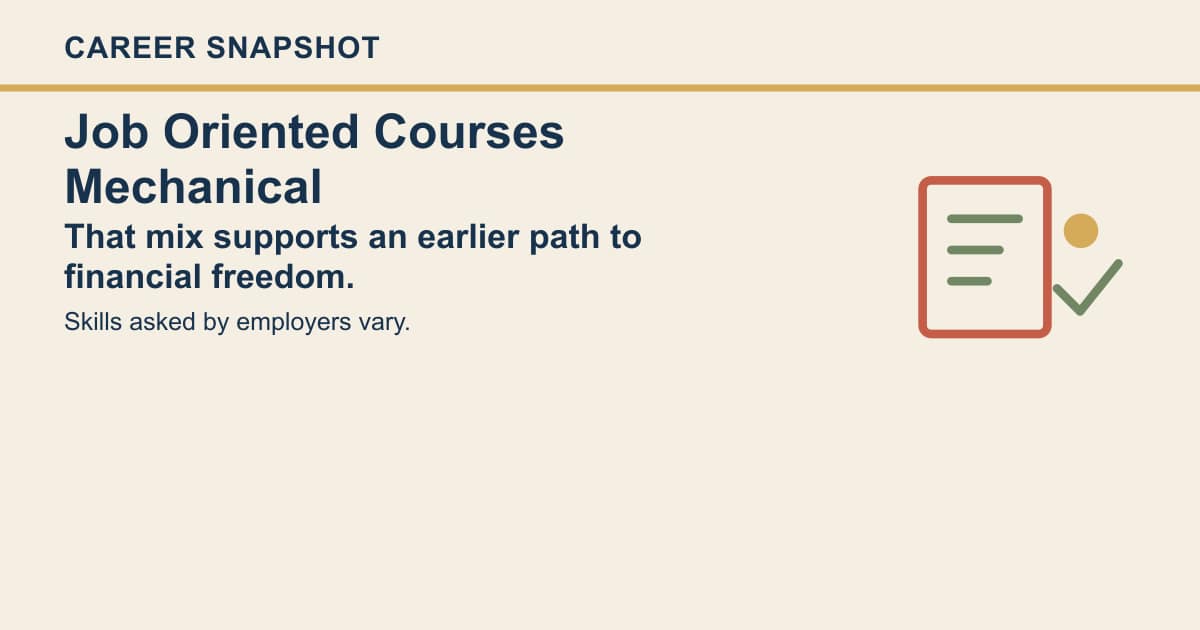 CAREER SNAPSHOT
Job Oriented Courses
Mechanical
That mix supports an earlier path to
financial freedom.
Skills asked by employers vary.